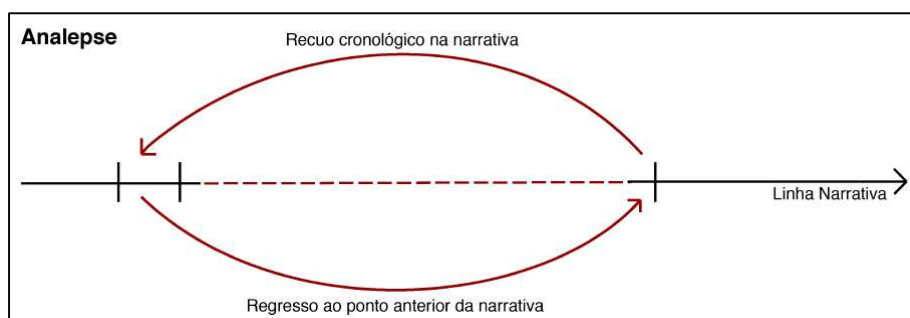 Analepse
Recuo cronológico na narrativa
Linha Narrativa
Regresso ao ponto anterior da narrativa